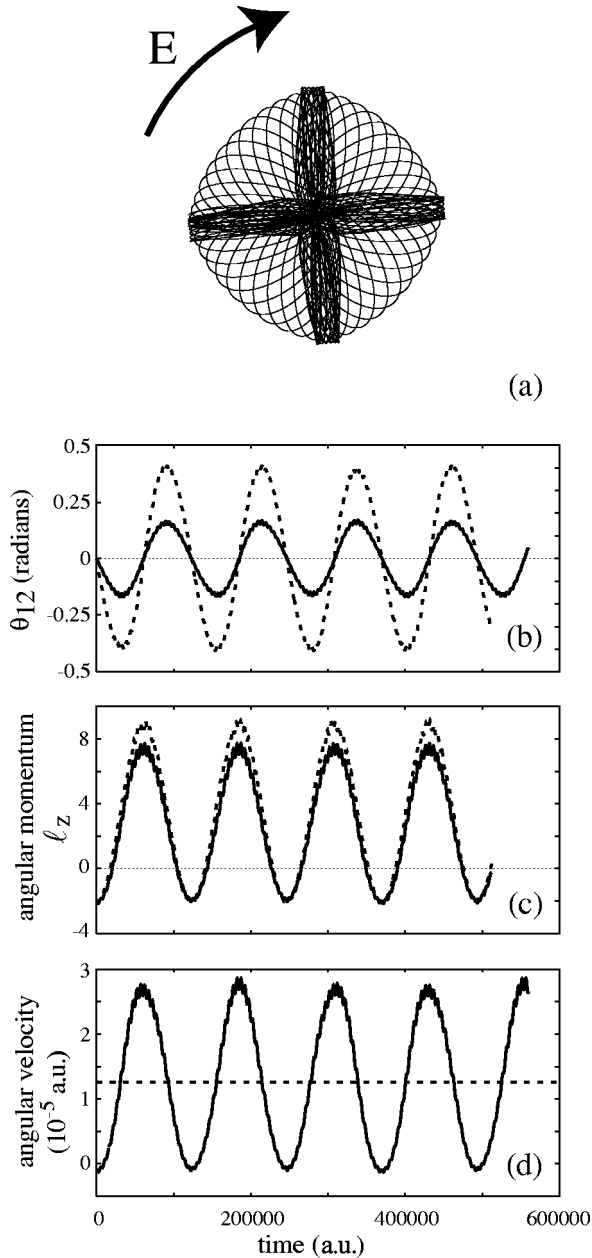 E
(a)
θ12 (radians)
0.5
0.25
0
-0.25
-0.5
(b)
angular momentum
ℓz
8
4
0
-4
(c)
angular velocity
(10-5 a.u.)
3
2
1
0
(d)
0 200000 400000 600000
time (a.u.)